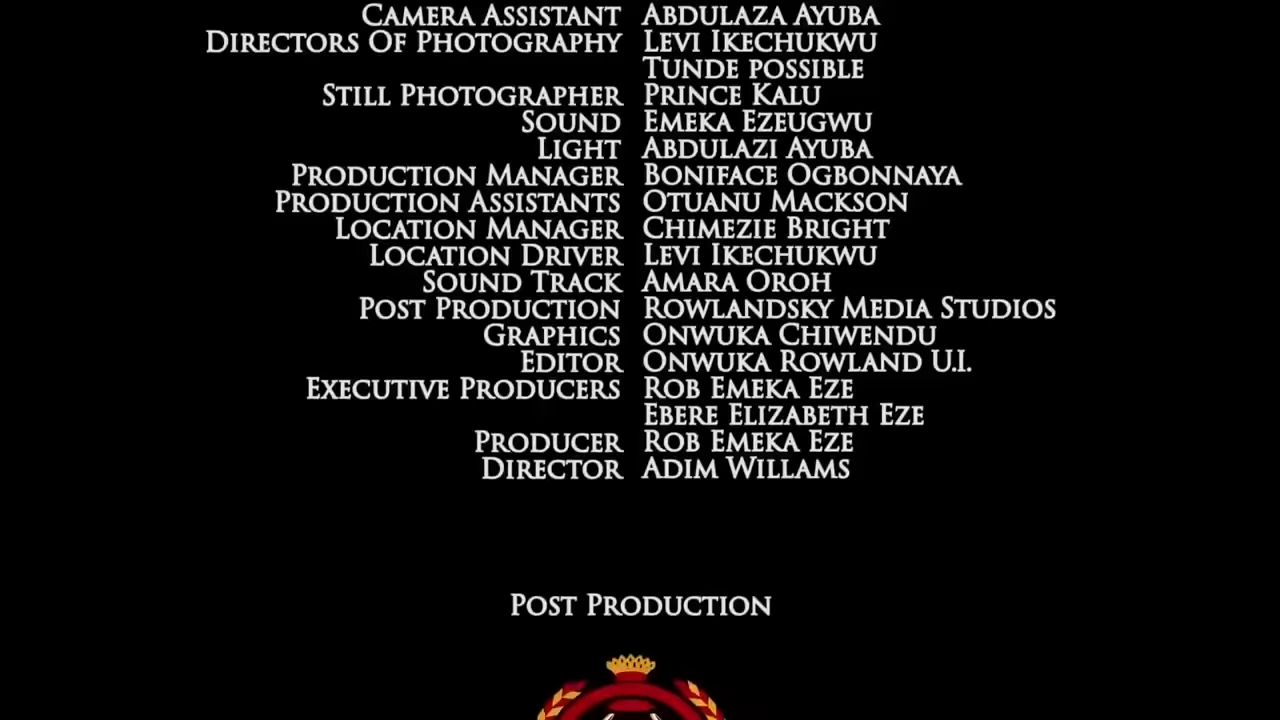 CAMERA ASSISTANT ABDULAZA AYUBA
DIRECTORS OF PHOTOGRAPHY LEVI IKECHUKWU
TUNDE POSSIBLE
STILL PHOTOGRAPHER PRINCE KALU
SOUND EMEKA EZEUGWU
LIGHT ABDULAZI AYUBA
PRODUCTION MANAGER BONIFACE OGBONNAYA
PRODUCTION ASSISTANTS OTUANU MACKSON
LOCATION MANAGER CHIMEZIE BRIGHT
LOCATION DRIVER LEVI IKECHUKWU
SOUND TRACK AMARA OROH
POST PRODUCTION ROWLANDSKY MEDIA STUDIOS
GRAPHICS ONWUKA CHIWENDU
EDITOR ONWUKA ROWLAND U.I.
EXECUTIVE PRODUCERS ROB EMEKA EZE
EBERE ELIZABETH EZE
PRODUCER ROB EMEKA EZE
DIRECTOR ADIM WILLAMS
POST PRODUCTION